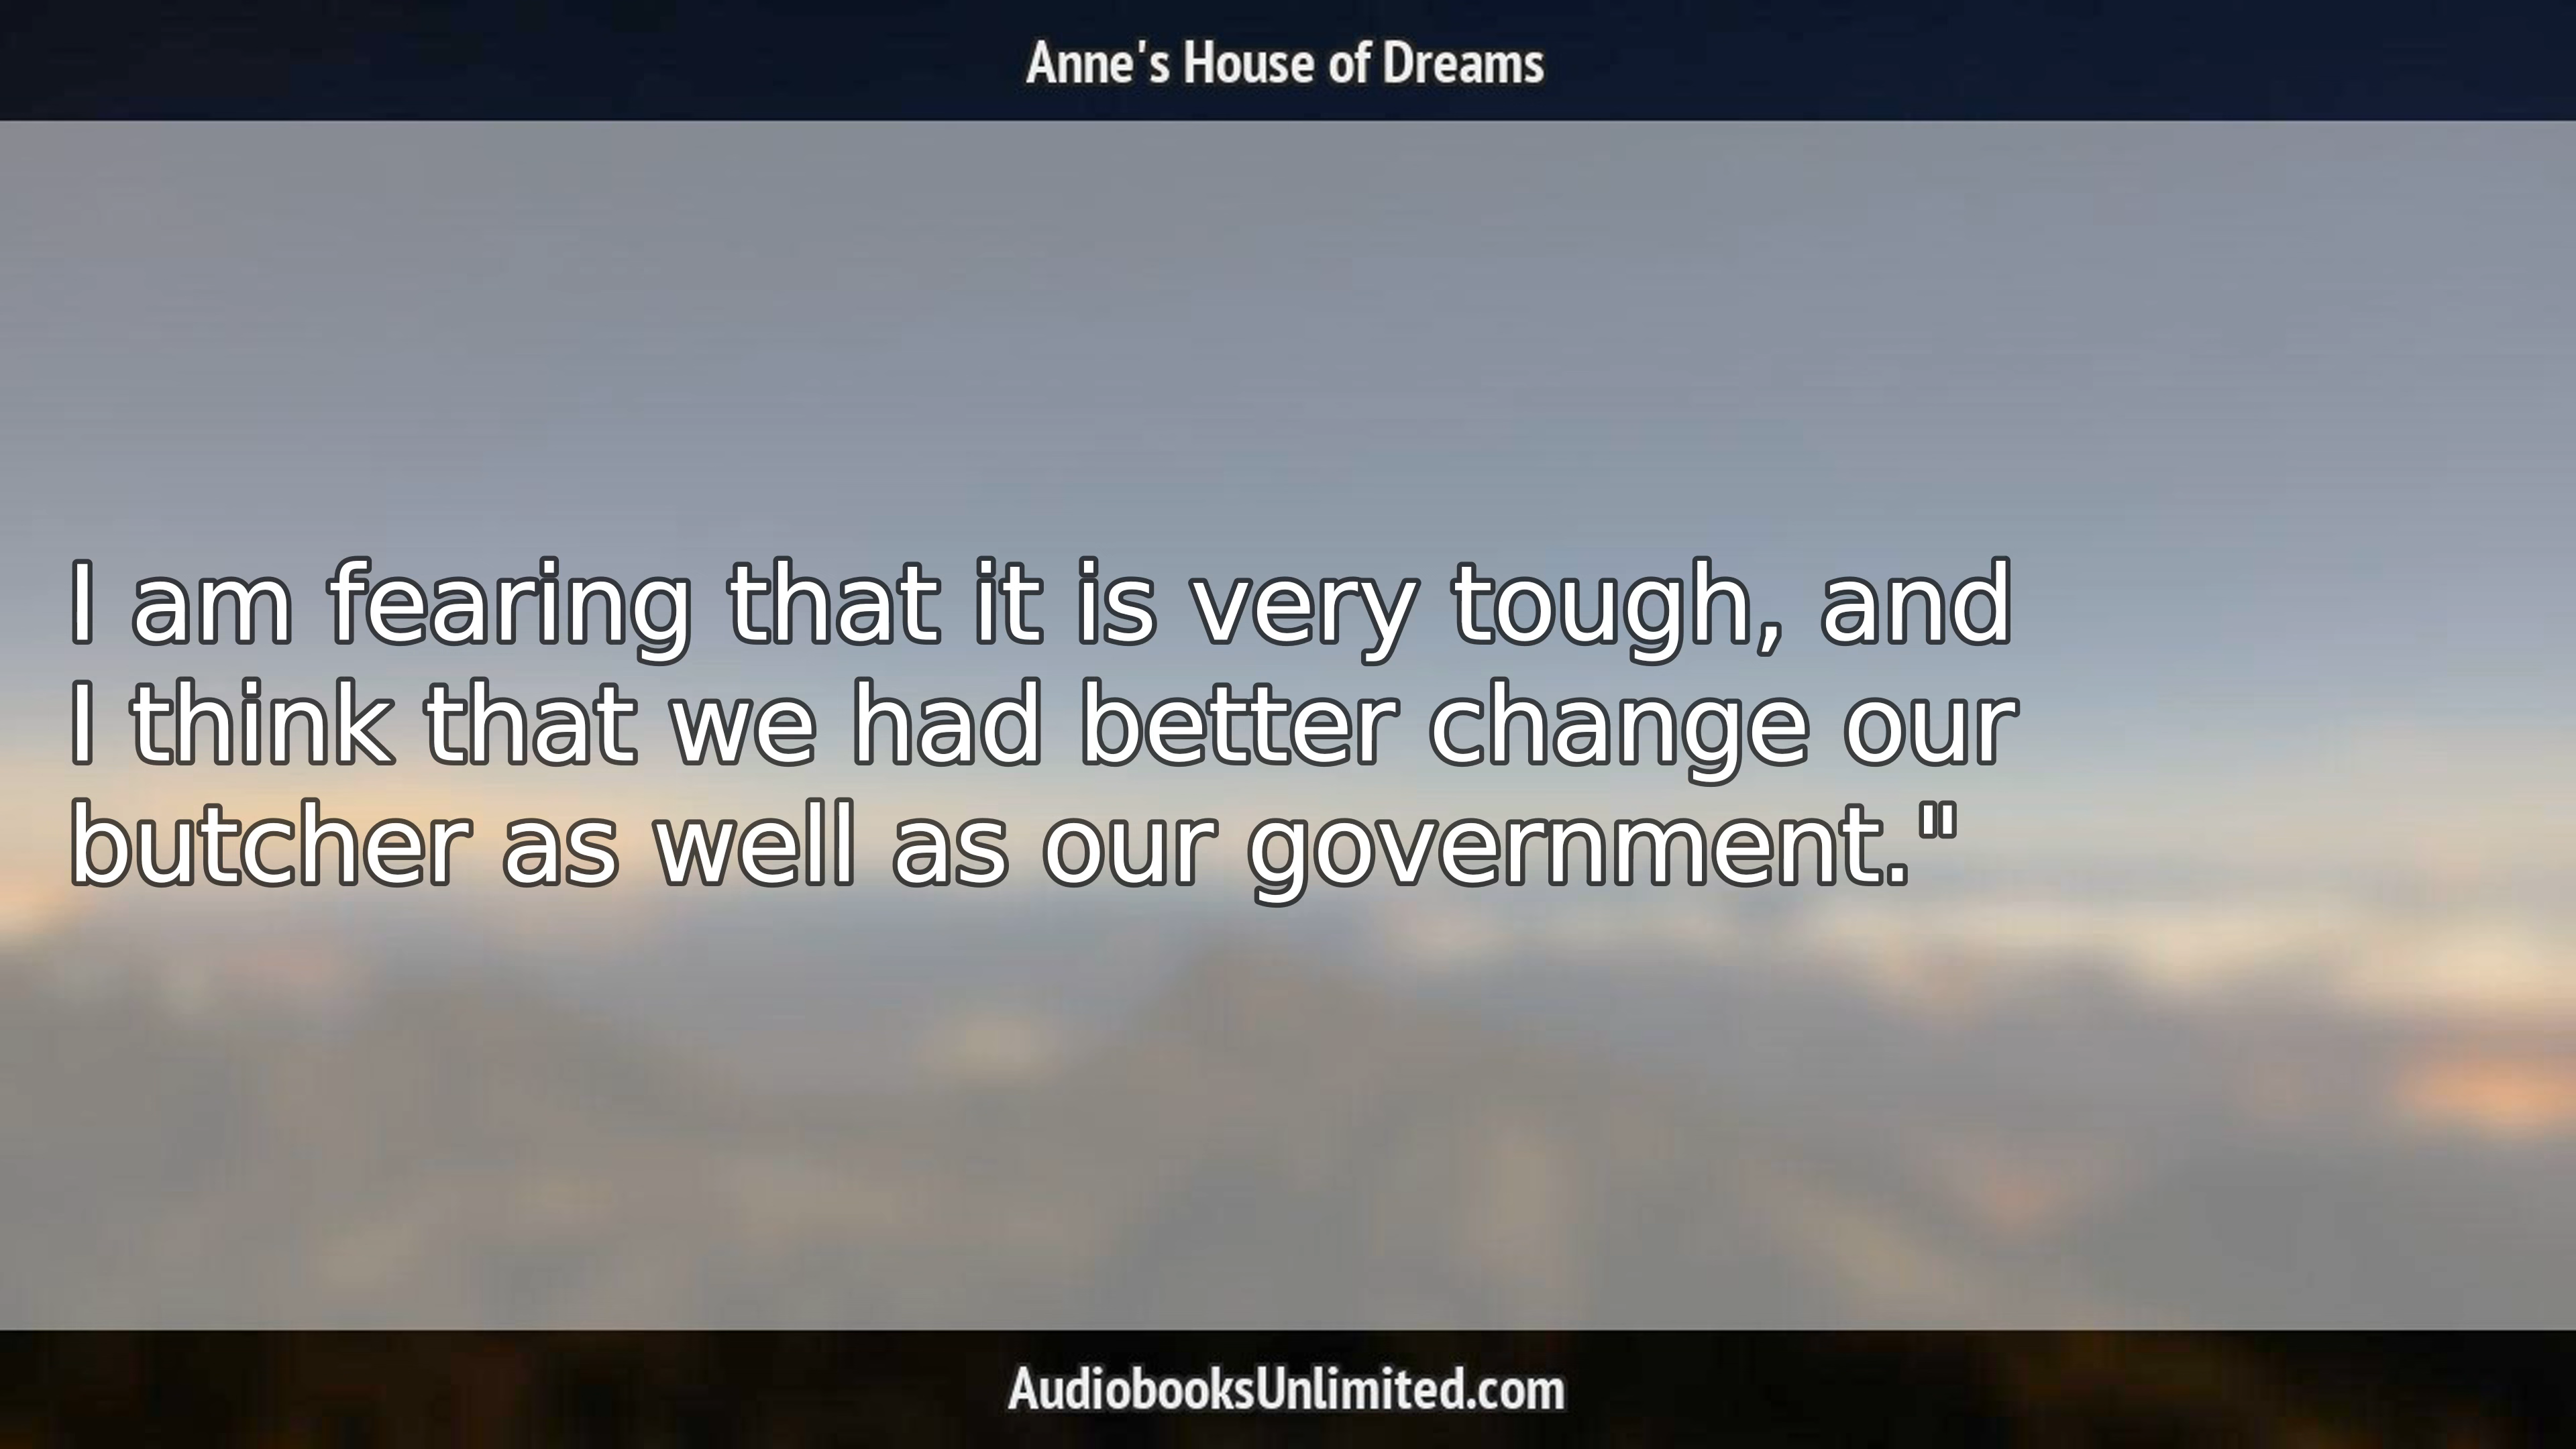 Anne's House of Dreams
I am fearing that it is very tough, and
I think that we had better change our
butcher as well as our government."
AudiobooksUnlimited.com